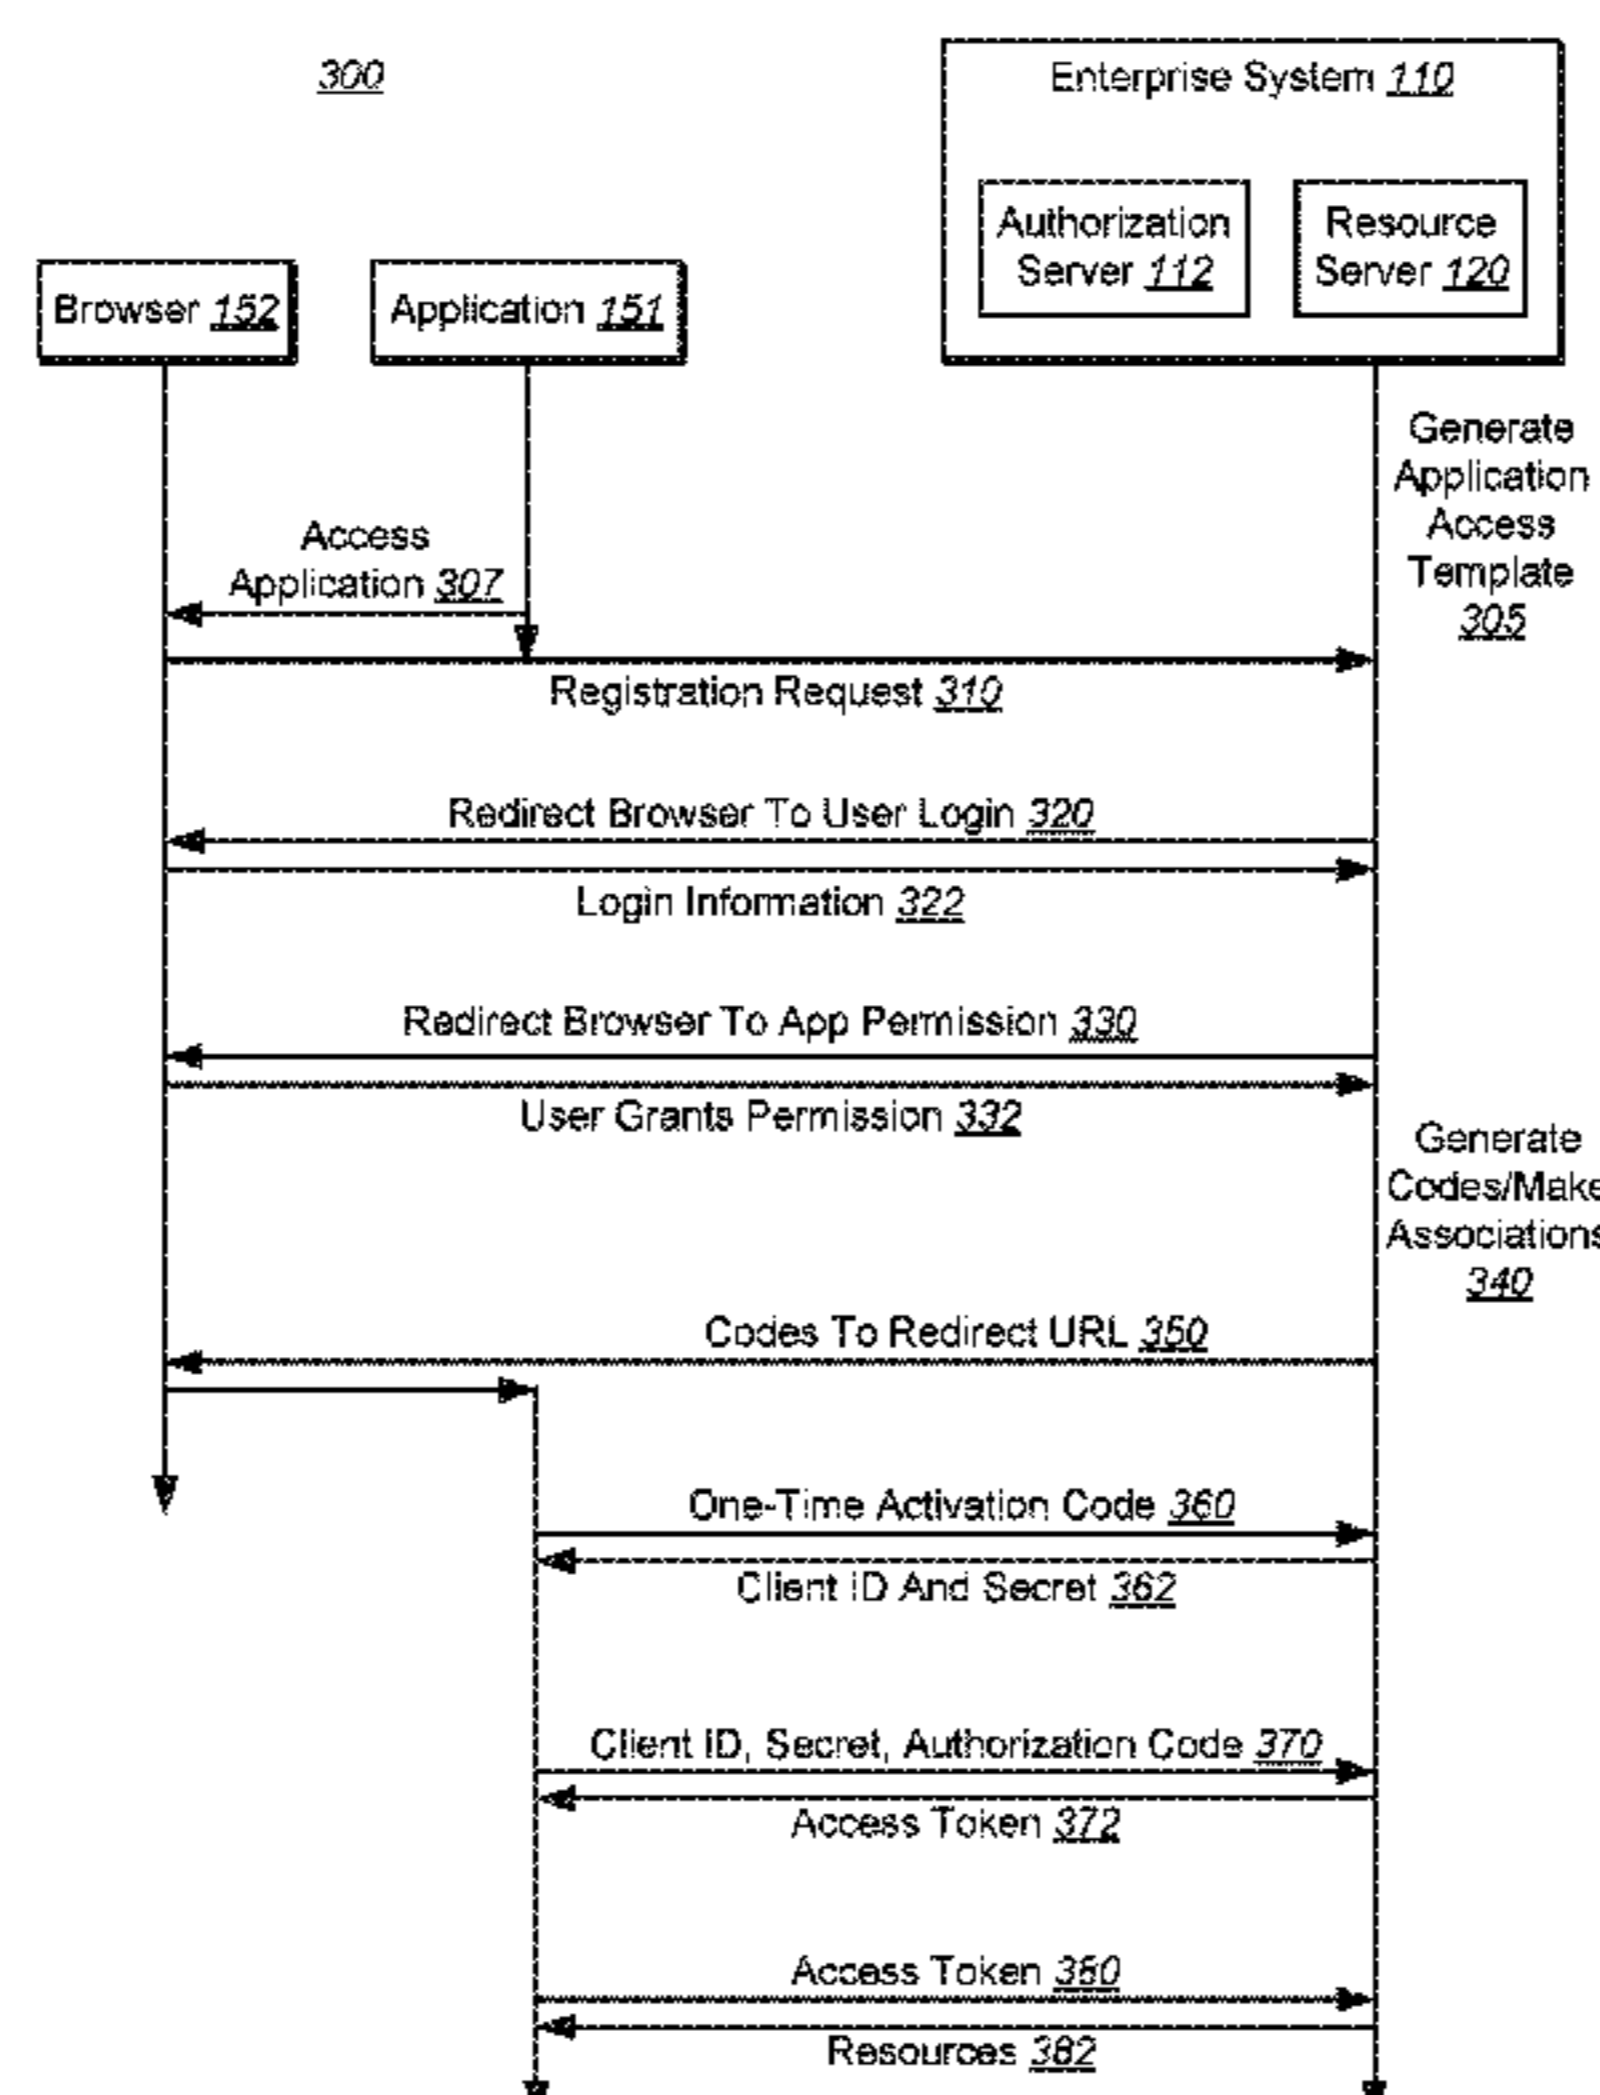 300
Enterprise System 110
Authorization
Server 112
Resource
Server 120
Browser 152
Application 151
Generate
Application
Access
Template
305
Access
Application 307
Registration Request 310
Redirect Browser To User Login 320
Login Information 322
Redirect Browser To App Permission 330
User Grants Permission 332
Generate
Codes/Make
Associations
340
Codes To Redirect URL 350
One-Time Activation Code 360
Client ID And Secret 362
Client ID, Secret, Authorization Code 370
Access Token 372
Access Token 380
Resources 382